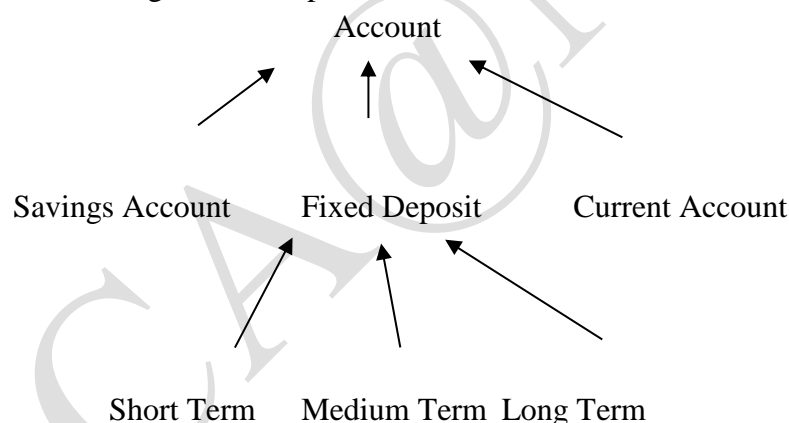 Account
Savings Account Fixed Deposit Current Account
Short Term Medium Term Long Term